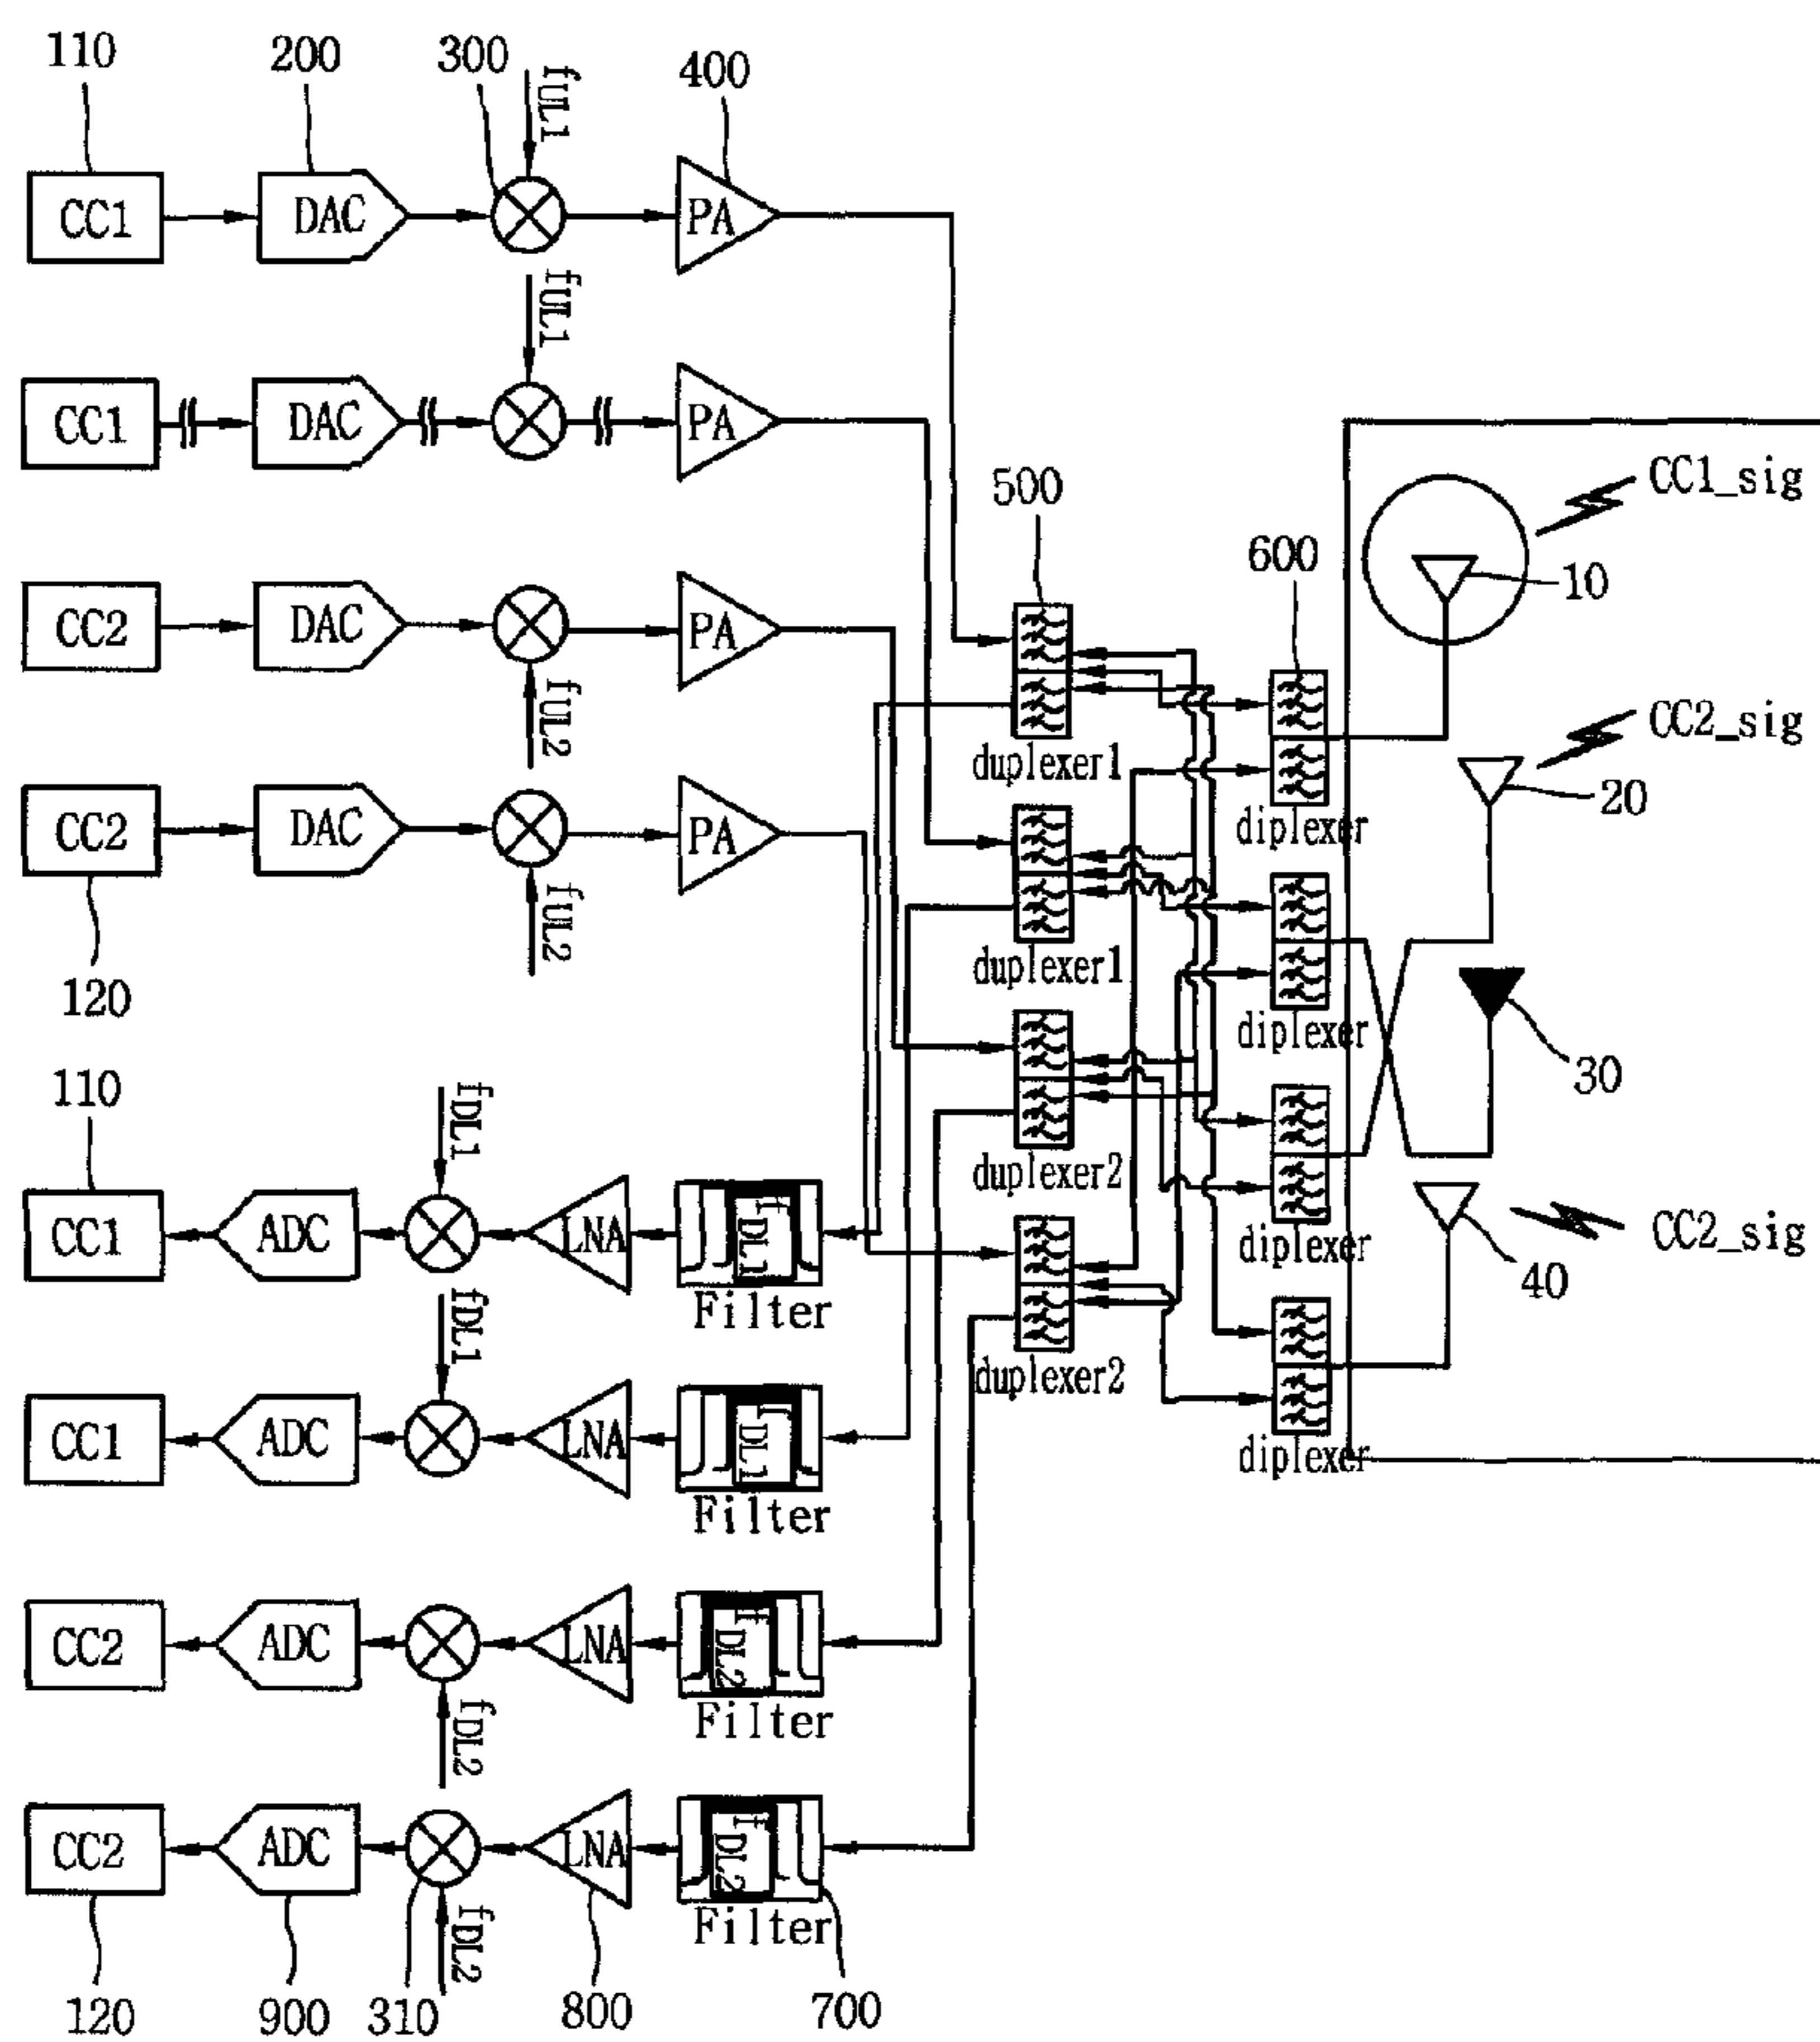 110 200 300 fUL1 400
CC1 DAC PA
fUL1
CC1 DAC PA
500 CC1_sig
600 10
CC2 DAC PA
fUL2 CC2_sig
duplexer1
20
CC2 DAC PA
diplexer
fUL2
duplexer1
120
diplexer
30
110 fDL1
duplexer2
CC1 ADC LNA fDL1
CC2_sig
diplexer
40
Filter
fDL1
duplexer2
CC1 ADC LNA fDL1
diplexer
Filter
CC2 ADC LNA fDL2
Filter
fDL2
CC2 ADC LNA fDL2
Filter
fDL2
120 900 310 800 700